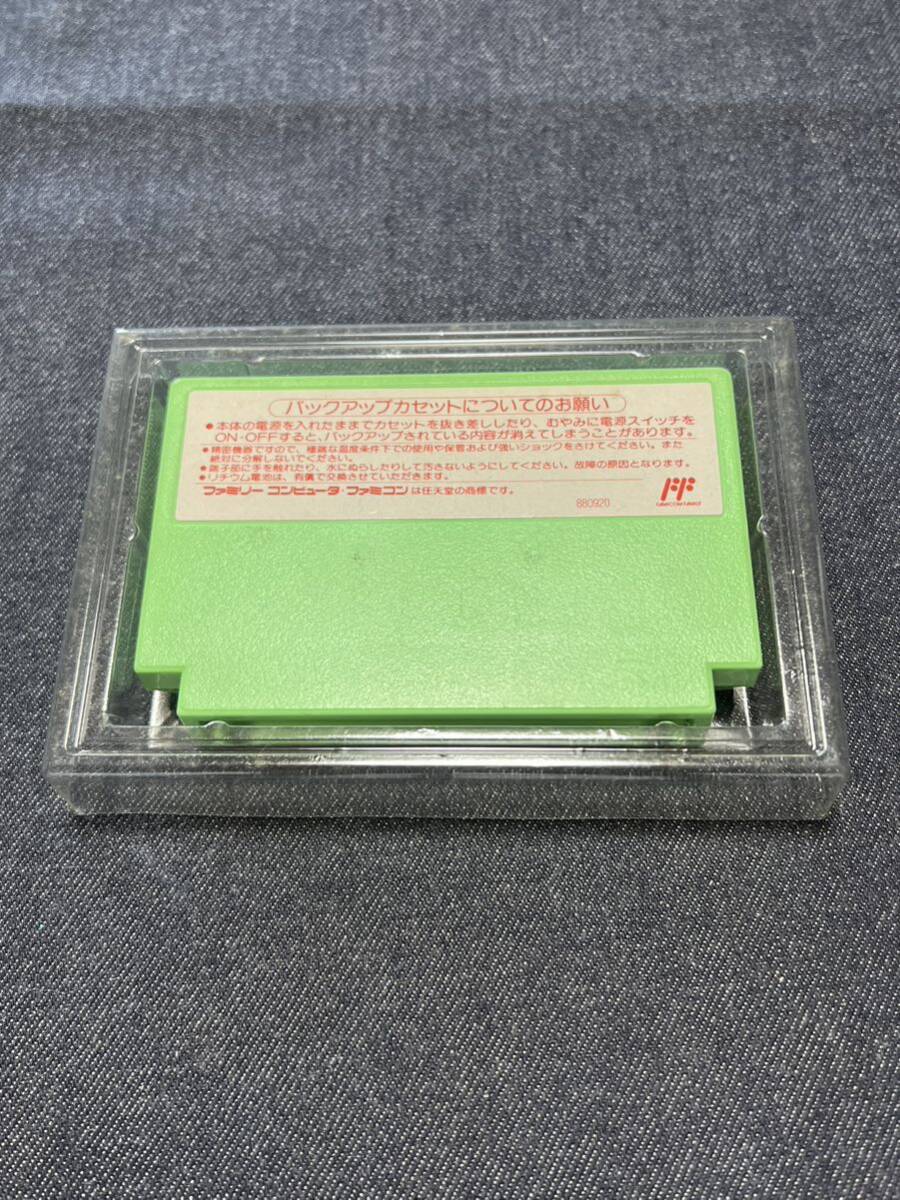 バックアップカセットについてのお願い
●本体の電源を入れたままでカセットを抜き差ししたり、むやみに電源スイッチを
ON・OFFすると、バックアップされている内容が消えてしまうことがあります。
●精密機器ですので、極端な温度条件下での使用や保管および強いショックをさけてください。また
絶対に分解しないでください。
●端子部に手を触れたり、水にぬらしたりして汚さないようにしてください。故障の原因となります。
●リチウム電池は、有償で交換させていただきます。
ファミリー コンピュータ・ファミコンは任天堂の商標です。
880920
FF
FAMICOM FAMILY